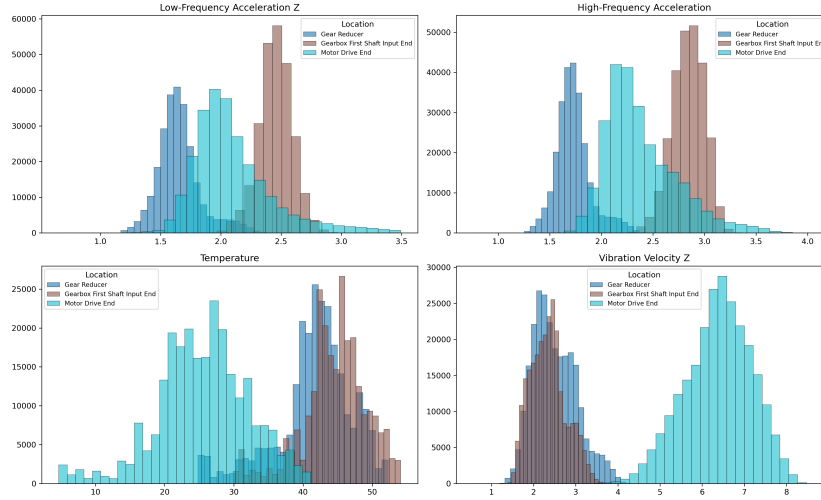 Low-Frequency Acceleration Z
60000
50000
40000
30000
20000
10000
0
1.0 1.5 2.0 2.5 3.0 3.5
Location
Gear Reducer
Gearbox First Shaft Input End
Motor Drive End
High-Frequency Acceleration
50000
40000
30000
20000
10000
0
1.0 1.5 2.0 2.5 3.0 3.5 4.0
Location
Gear Reducer
Gearbox First Shaft Input End
Motor Drive End
Temperature
25000
20000
15000
10000
5000
0
10 20 30 40 50
Location
Gear Reducer
Gearbox First Shaft Input End
Motor Drive End
Vibration Velocity Z
30000
25000
20000
15000
10000
5000
0
1 2 3 4 5 6 7 8
Location
Gear Reducer
Gearbox First Shaft Input End
Motor Drive End